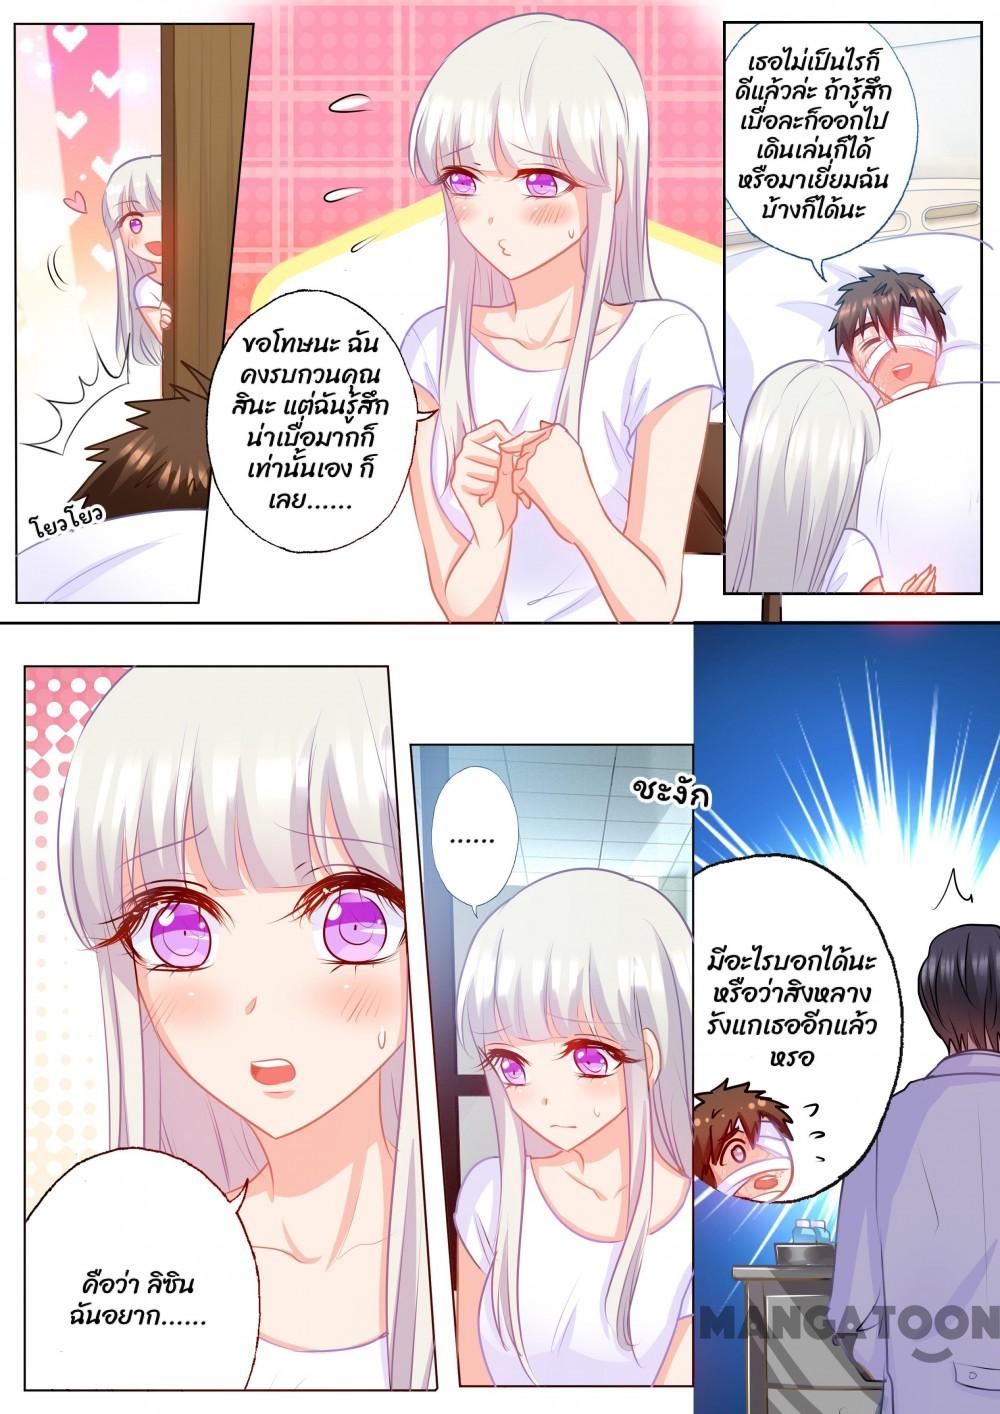 โยวโยว
ขอโทษนะ ฉัน
คงรบกวนคุณ
สินะ แต่ฉันรู้สึก
น่าเบื่อมากก็
เท่านั้นเอง ก็
เลย......
เธอไม่เป็นไรก็
ดีแล้วล่ะ ถ้ารู้สึก
เบื่อละก็ออกไป
เดินเล่นก็ได้
หรือมาเยี่ยมฉัน
บ้างก็ได้นะ
คือว่า ลิซิน
ฉันอยาก......
......
ชะงัก
มีอะไรบอกได้นะ
หรือว่าสิงหลาง
รังแกเธออีกแล้ว
หรอ
MANGATOON